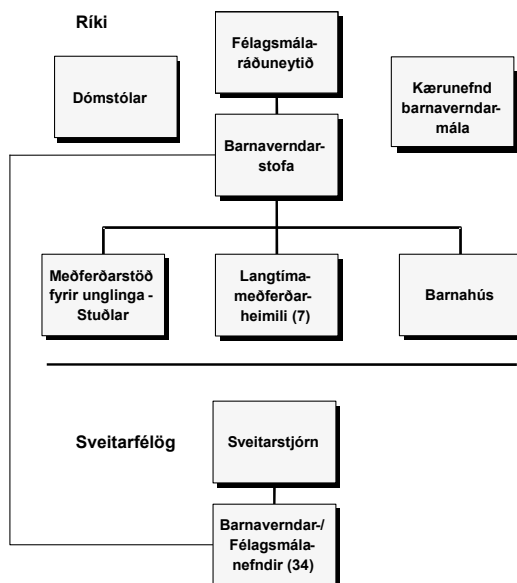 Ríki
Félagsmála-
ráðuneytið
Dómstólar
Kærunefnd
barnaverndar-
mála
Barnaverndar-
stofa
Meðferðarstöð
fyrir unglinga -
Stuðlar
Langtíma-
meðferðar-
heimili (7)
Barnahús
Sveitarfélög
Sveitarstjórn
Barnaverndar-/
Félagsmála-
nefndir (34)